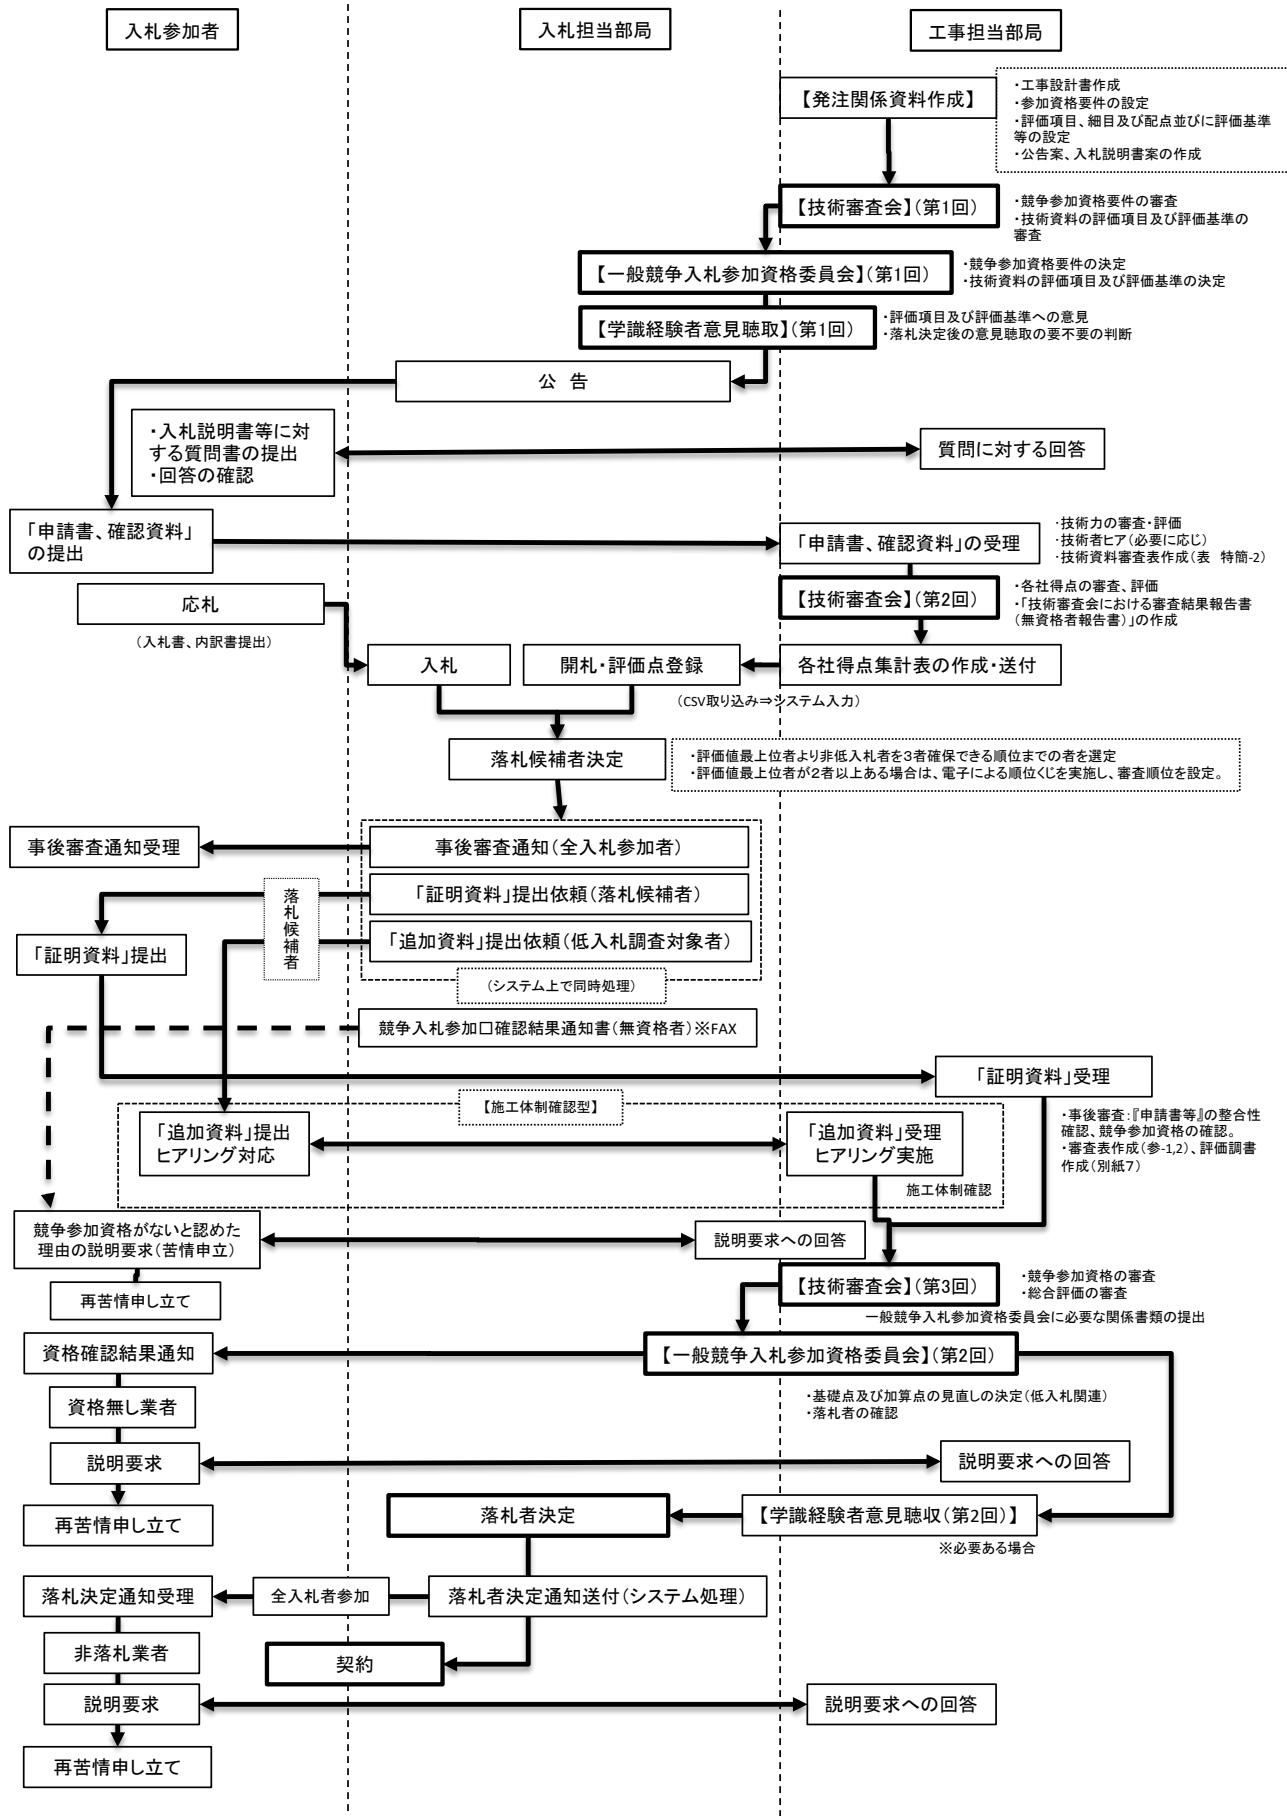 入札参加者
入札担当部局
工事担当部局
【発注関係資料作成】
・工事設計書作成
・参加資格要件の設定
・評価項目、細目及び配点並びに評価基準
等の設定
・公告案、入札説明書案の作成
【技術審査会】（第1回）
・競争参加資格要件の審査
・技術資料の評価項目及び評価基準の
審査
【一般競争入札参加資格委員会】（第1回）
・競争参加資格要件の決定
・技術資料の評価項目及び評価基準の決定
【学識経験者意見聴取】（第1回）
・評価項目及び評価基準への意見
・落札決定後の意見聴取の要不要の判断
公　告
・入札説明書等に対
する質問書の提出
・回答の確認
質問に対する回答
「申請書、確認資料」
の提出
「申請書、確認資料」の受理
・技術力の審査・評価
・技術者ヒア（必要に応じ）
・技術資料審査表作成（表　特簡-2）
応札
（入札書、内訳書提出）
【技術審査会】（第2回）
・各社得点の審査、評価
・「技術審査会における審査結果報告書
（無資格者報告書）」の作成
入札
開札・評価点登録
各社得点集計表の作成・送付
（CSV取り込み⇒システム入力）
落札候補者決定
・評価値最上位者より非低入札者を３者確保できる順位までの者を選定
・評価値最上位者が２者以上ある場合は、電子による順位くじを実施し、審査順位を設定。
事後審査通知受理
事後審査通知（全入札参加者）
落札候補者
「証明資料」提出依頼（落札候補者）
「証明資料」提出
「追加資料」提出依頼（低入札調査対象者）
（システム上で同時処理）
競争入札参加口確認結果通知書（無資格者）※FAX
「証明資料」受理
【施工体制確認型】
「追加資料」提出
ヒアリング対応
「追加資料」受理
ヒアリング実施
施工体制確認
・事後審査：『申請書等』の整合性
確認、競争参加資格の確認。
・審査表作成（参-1,2）、評価調書
作成（別紙７）
競争参加資格がないと認めた
理由の説明要求（苦情申立）
説明要求への回答
再苦情申し立て
【技術審査会】（第3回）
・競争参加資格の審査
・総合評価の審査
一般競争入札参加資格委員会に必要な関係書類の提出
資格確認結果通知
【一般競争入札参加資格委員会】（第2回）
資格無し業者
・基礎点及び加算点の見直しの決定（低入札関連）
・落札者の確認
説明要求
説明要求への回答
再苦情申し立て
落札者決定
【学識経験者意見聴収（第2回）】
※必要ある場合
落札決定通知受理
全入札者参加
落札者決定通知送付（システム処理）
非落札業者
契約
説明要求
説明要求への回答
再苦情申し立て